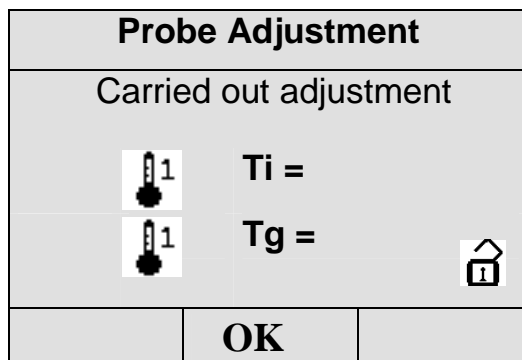 Probe Adjustment
Carried out adjustment
1 Ti =
1 Tg =
OK